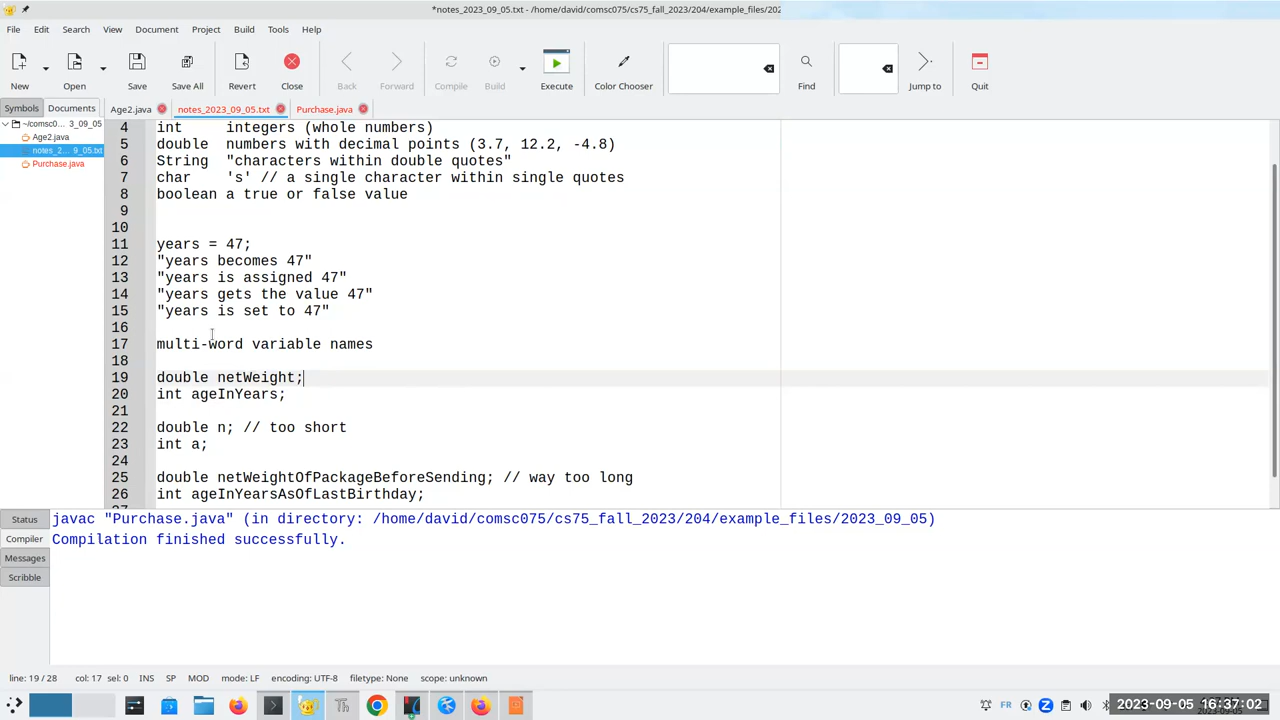 *notes_2023_09_05.txt - /home/david/comsc075/cs75_fall_2023/204/example_files/202
File Edit Search View Document Project Build Tools Help
New Open Save Save All Revert Close Back Forward Compile Build Execute Color Chooser Find Jump to Quit
Symbols Documents Age2.java notes_2023_09_05.txt Purchase.java
~/comsc0... 3_09_05
Age2.java
notes_2... 9_05.txt
Purchase.java
4 int integers (whole numbers)
5 double numbers with decimal points (3.7, 12.2, -4.8)
6 String "characters within double quotes"
7 char 's' // a single character within single quotes
8 boolean a true or false value
9
10
11 years = 47;
12 "years becomes 47"
13 "years is assigned 47"
14 "years gets the value 47"
15 "years is set to 47"
16
17 multi-word variable names
18
19 double netWeight;
20 int ageInYears;
21
22 double n; // too short
23 int a;
24
25 double netWeightOfPackageBeforeSending; // way too long
26 int ageInYearsAsOfLastBirthday;
Status
Compiler
Messages
Scribble
javac "Purchase.java" (in directory: /home/david/comsc075/cs75_fall_2023/204/example_files/2023_09_05)
Compilation finished successfully.
line: 19 / 28 col: 17 sel: 0 INS SP MOD mode: LF encoding: UTF-8 filetype: None scope: unknown
Th FR Z 2023-09-05 16:37:02